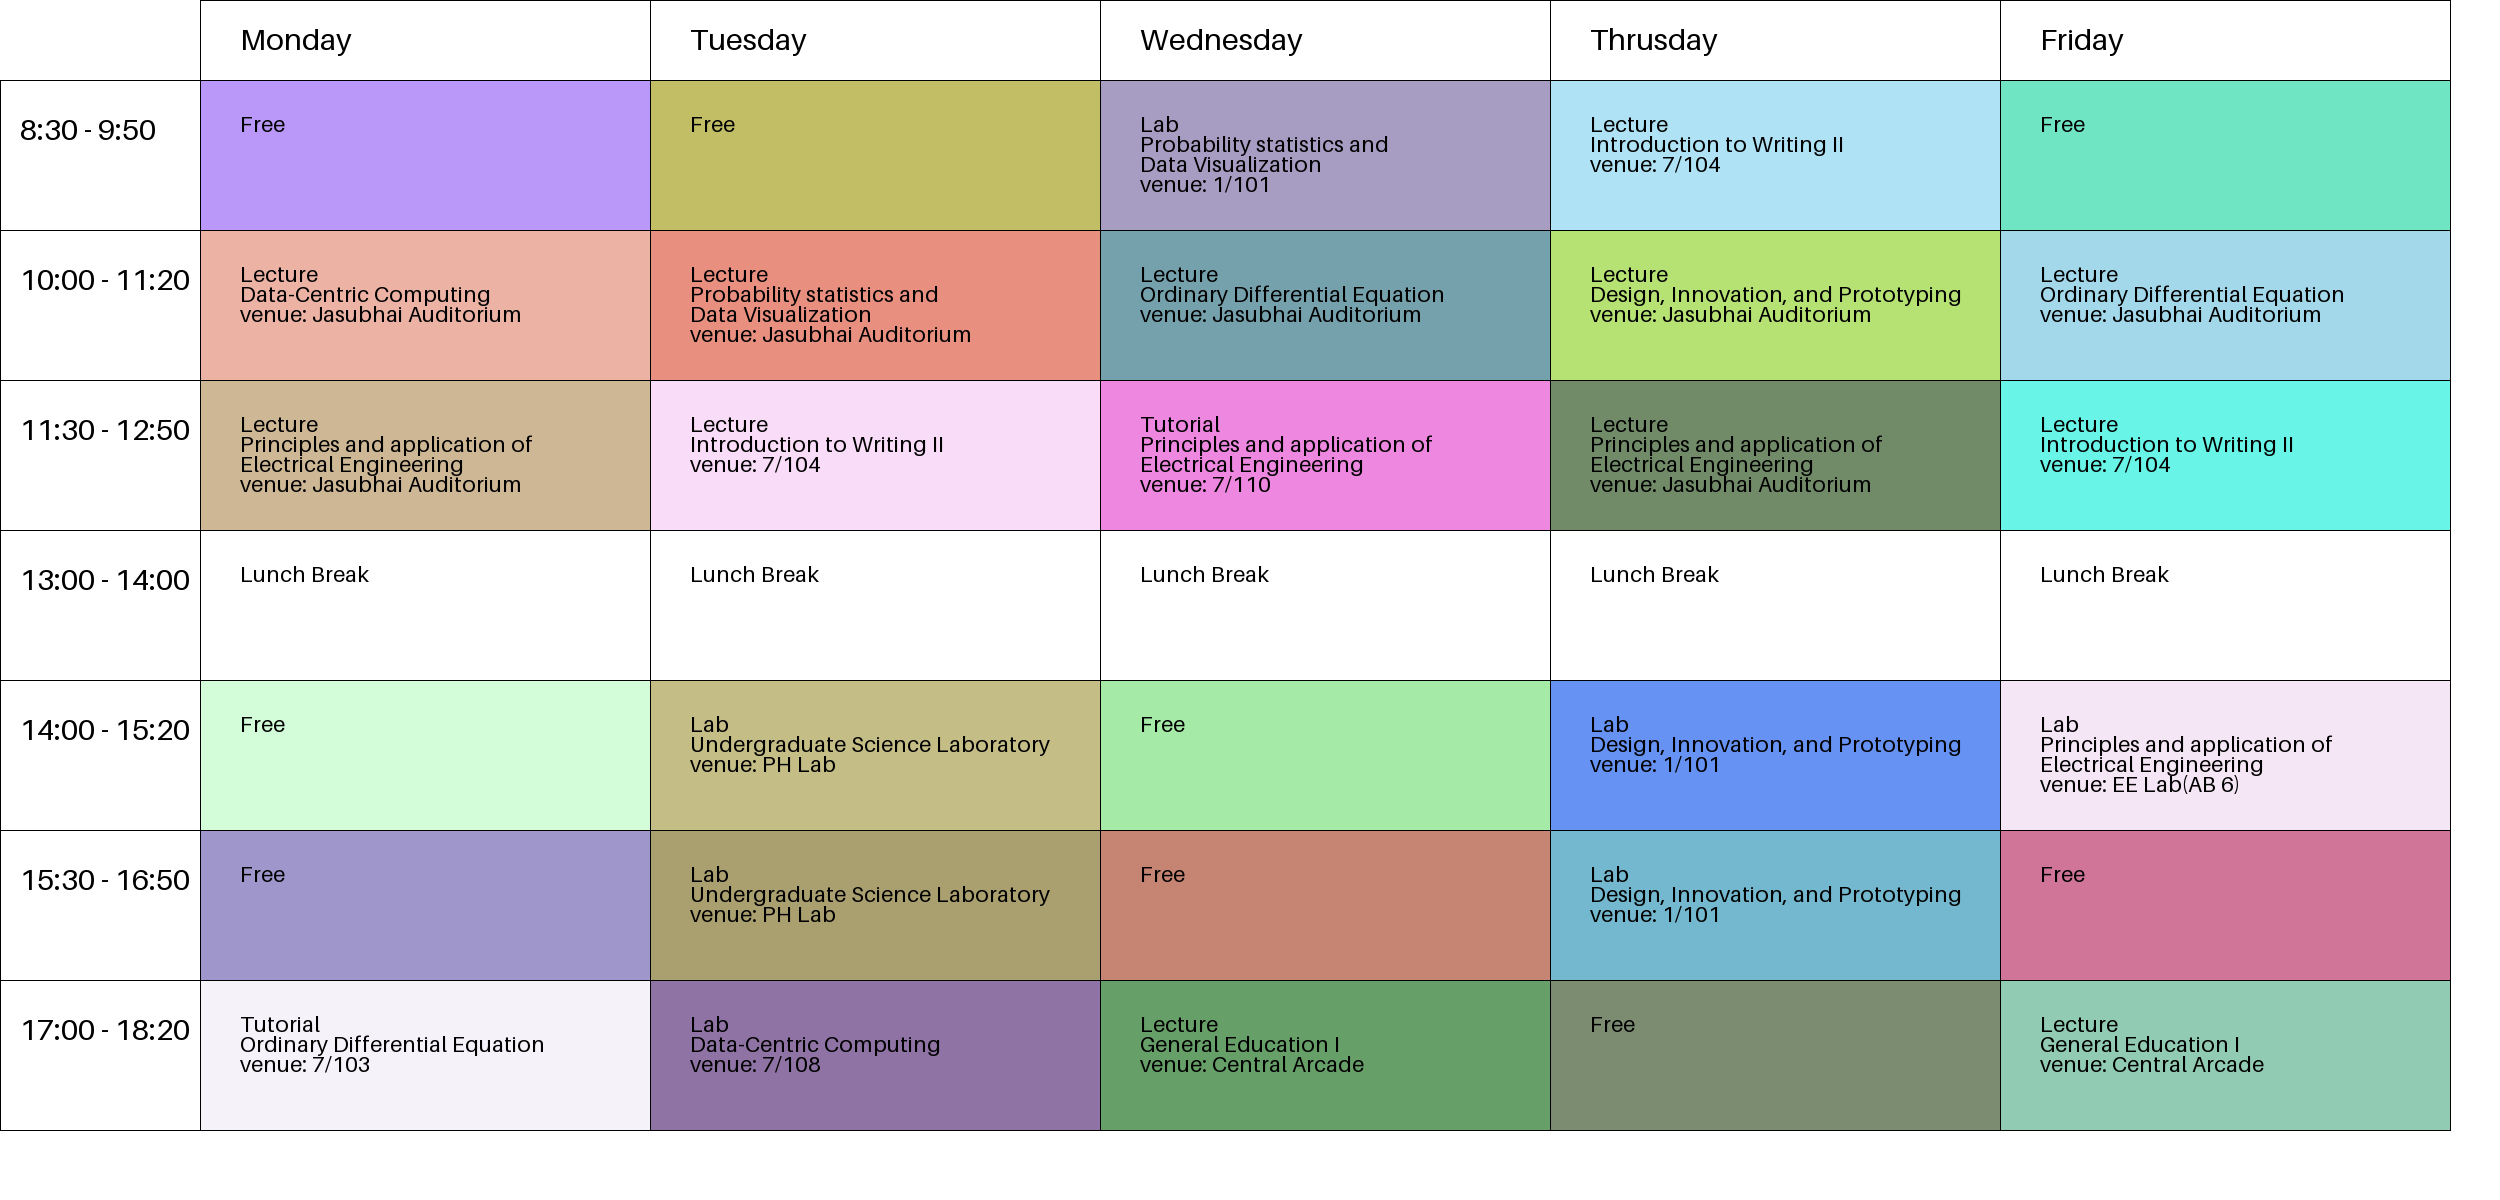 Monday
Tuesday
Wednesday
Thrusday
Friday
8:30 - 9:50
Free
Free
Lab
Probability statistics and
Data Visualization
venue: 1/101
Lecture
Introduction to Writing II
venue: 7/104
Free
10:00 - 11:20
Lecture
Data-Centric Computing
venue: Jasubhai Auditorium
Lecture
Probability statistics and
Data Visualization
venue: Jasubhai Auditorium
Lecture
Ordinary Differential Equation
venue: Jasubhai Auditorium
Lecture
Design, Innovation, and Prototyping
venue: Jasubhai Auditorium
Lecture
Ordinary Differential Equation
venue: Jasubhai Auditorium
11:30 - 12:50
Lecture
Principles and application of
Electrical Engineering
venue: Jasubhai Auditorium
Lecture
Introduction to Writing II
venue: 7/104
Tutorial
Principles and application of
Electrical Engineering
venue: 7/110
Lecture
Principles and application of
Electrical Engineering
venue: Jasubhai Auditorium
Lecture
Introduction to Writing II
venue: 7/104
13:00 - 14:00
Lunch Break
Lunch Break
Lunch Break
Lunch Break
Lunch Break
14:00 - 15:20
Free
Lab
Undergraduate Science Laboratory
venue: PH Lab
Free
Lab
Design, Innovation, and Prototyping
venue: 1/101
Lab
Principles and application of
Electrical Engineering
venue: EE Lab(AB 6)
15:30 - 16:50
Free
Lab
Undergraduate Science Laboratory
venue: PH Lab
Free
Lab
Design, Innovation, and Prototyping
venue: 1/101
Free
17:00 - 18:20
Tutorial
Ordinary Differential Equation
venue: 7/103
Lab
Data-Centric Computing
venue: 7/108
Lecture
General Education I
venue: Central Arcade
Free
Lecture
General Education I
venue: Central Arcade